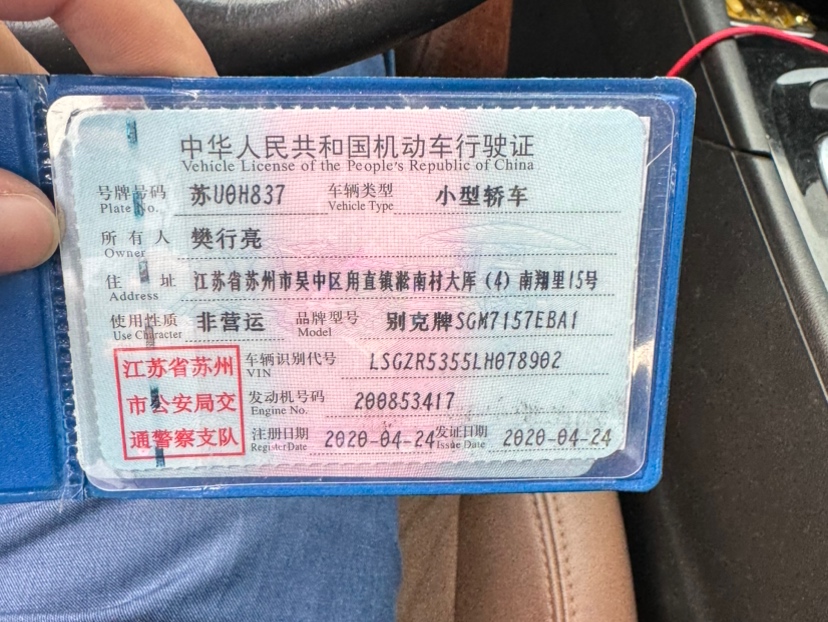 中华人民共和国机动车行驶证
Vehicle License of the People's Republic of China
号牌号码 苏U0H837 车辆类型 小型轿车
Plate No. Vehicle Type
所有人 樊行亮
Owner
住址 江苏省苏州市吴中区甪直镇淞南村大厍（4）南翔里15号
Address
使用性质 非营运 品牌型号 别克牌SGM7157EBA1
Use Character Model
江苏省苏州 车辆识别代号 LSGZR5355LH078902
VIN
市公安局交 发动机号码 200853417
Engine No.
通警察支队 注册日期 2020-04-24 发证日期 2020-04-24
Register Date Issue Date